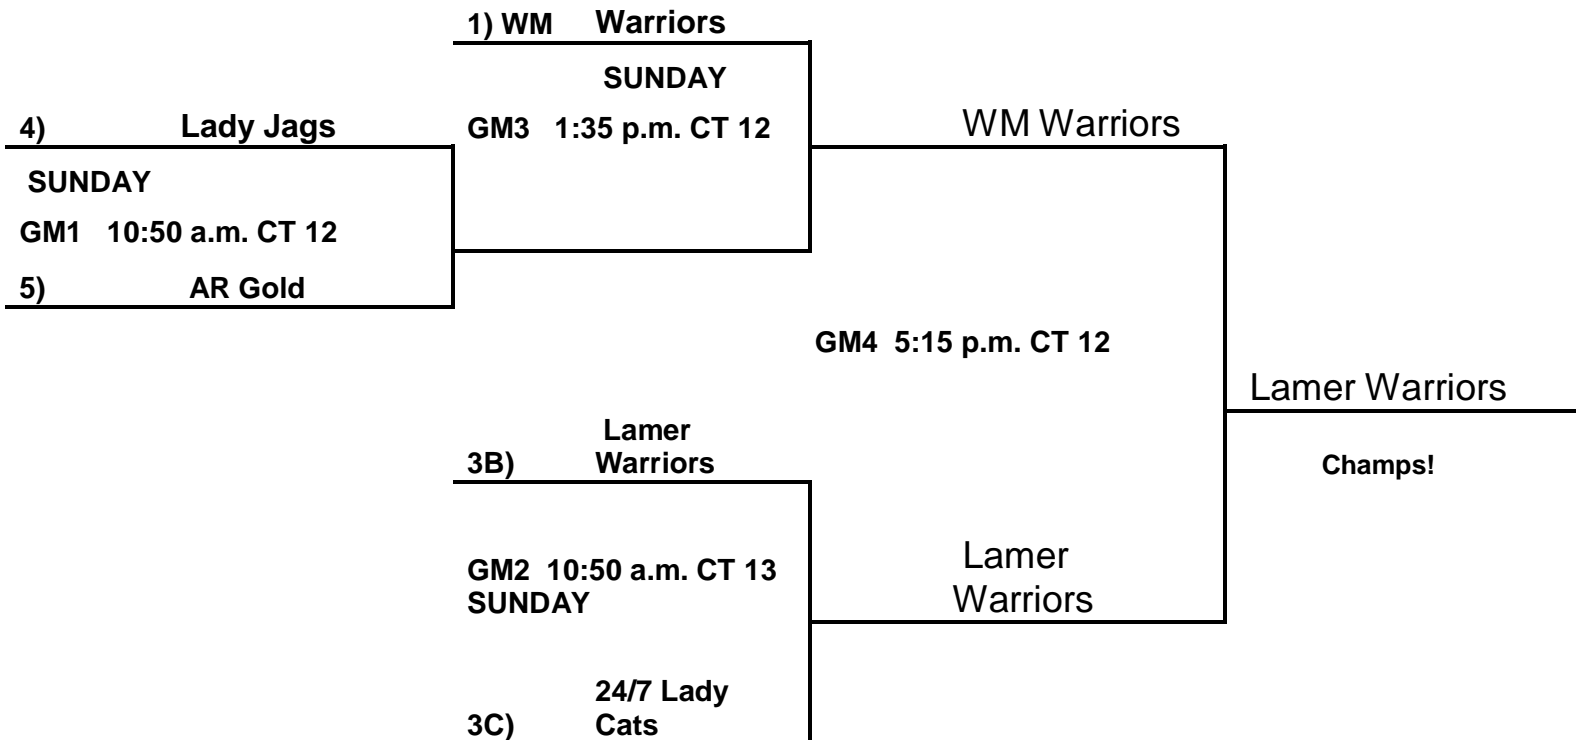 1) WM Warriors
SUNDAY
4) Lady Jags
GM3 1:35 p.m. CT 12
WM Warriors
SUNDAY
GM1 10:50 a.m. CT 12
5) AR Gold
GM4 5:15 p.m. CT 12
Lamer Warriors
Lamer
3B) Warriors
Champs!
GM2 10:50 a.m. CT 13
SUNDAY
Lamer
Warriors
24/7 Lady
3C) Cats